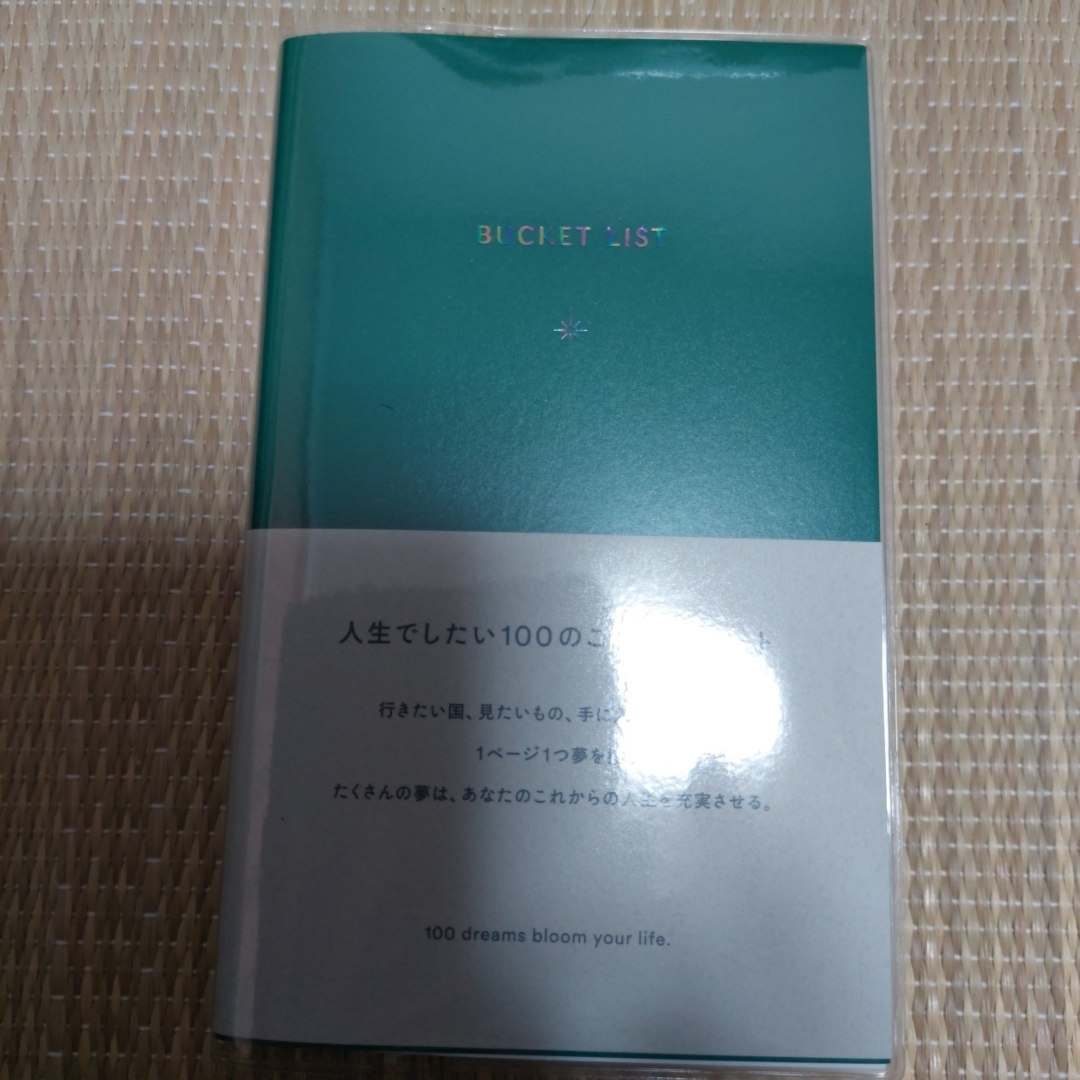 BUCKET LIST
人生でしたい100のこ
行きたい国、見たいもの、手に
1ページ1つ夢を
たくさんの夢は、あなたのこれからの人生を充実させる。
100 dreams bloom your life.